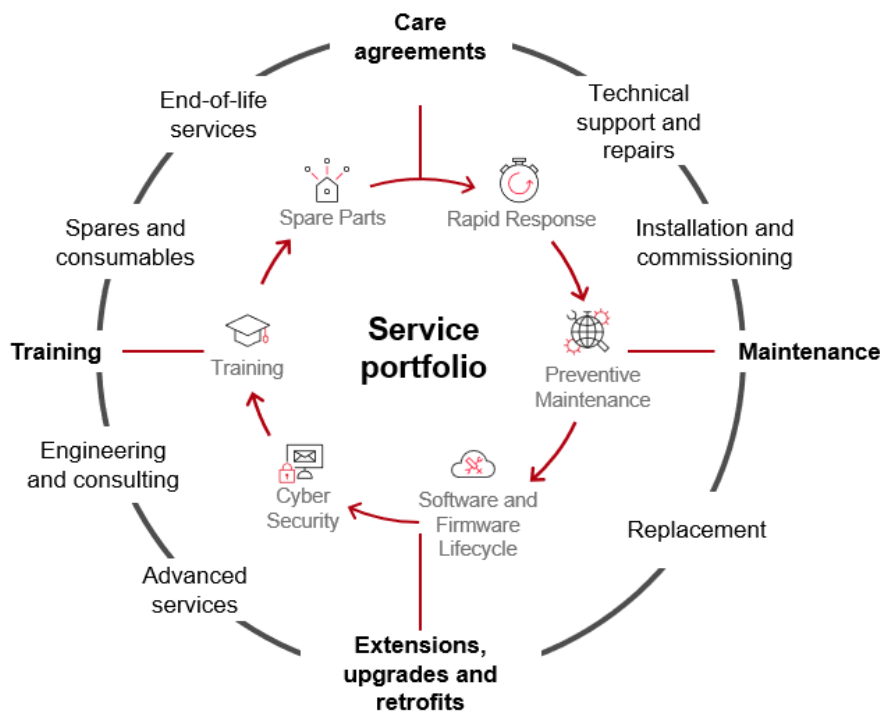 Care
agreements
End-of-life
services
Technical
support and
repairs
Spare Parts
Rapid Response
Spares and
consumables
Installation and
commissioning
Training
Training
Service
portfolio
Preventive
Maintenance
Maintenance
Engineering
and consulting
Cyber
Security
Software and
Firmware
Lifecycle
Replacement
Advanced
services
Extensions,
upgrades and
retrofits